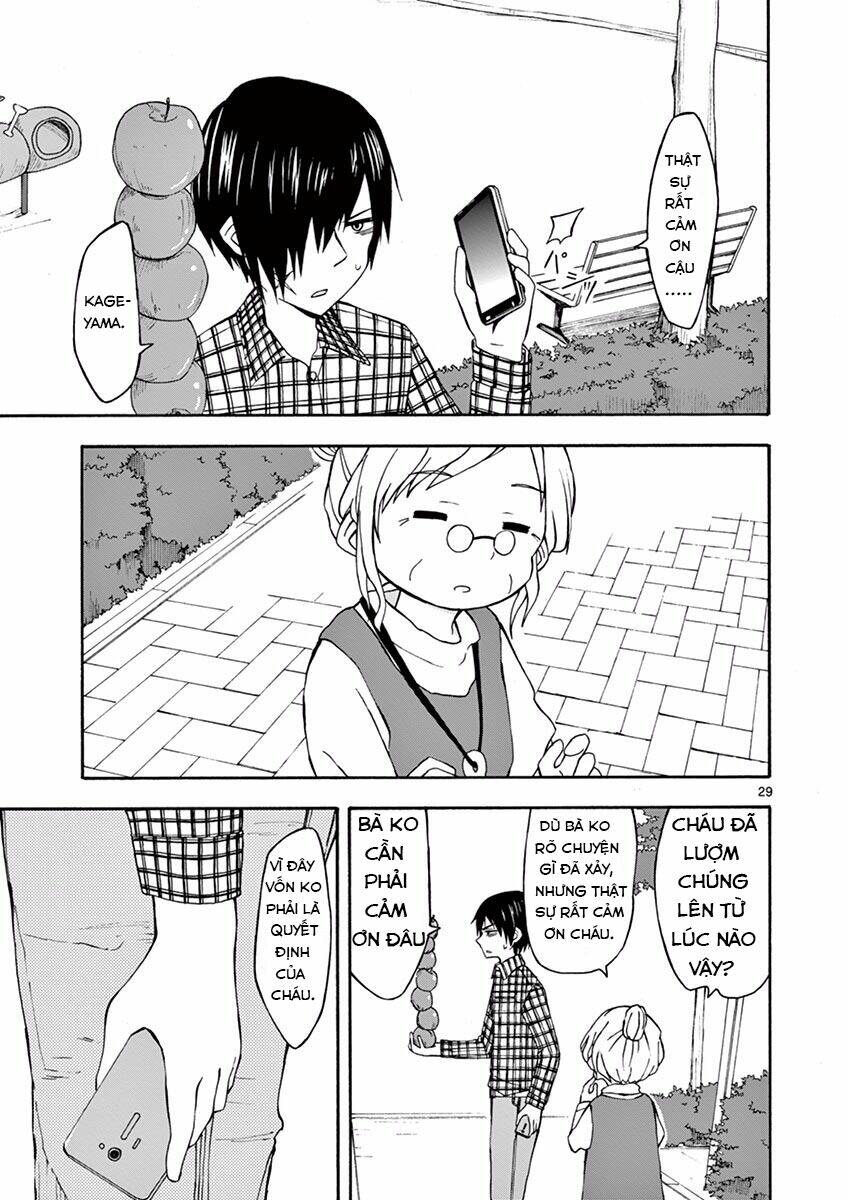 THẬT
SỰ
RẤT
CẢM
ƠN
CẬU
.....
KAGE-
YAMA.
29
CHÁU ĐÃ
LƯỢM
CHÚNG
LÊN TỪ
LÚC NÀO
VẬY?
DÙ BÀ KO
RÕ CHUYỆN
GÌ ĐÃ XẢY,
NHƯNG THẬT
SỰ RẤT CẢM
ƠN CHÁU.
BÀ KO
CẦN
PHẢI
CẢM
ƠN ĐÂU
VÌ ĐÂY
VỐN KO
PHẢI LÀ
QUYẾT
ĐỊNH
CỦA
CHÁU.